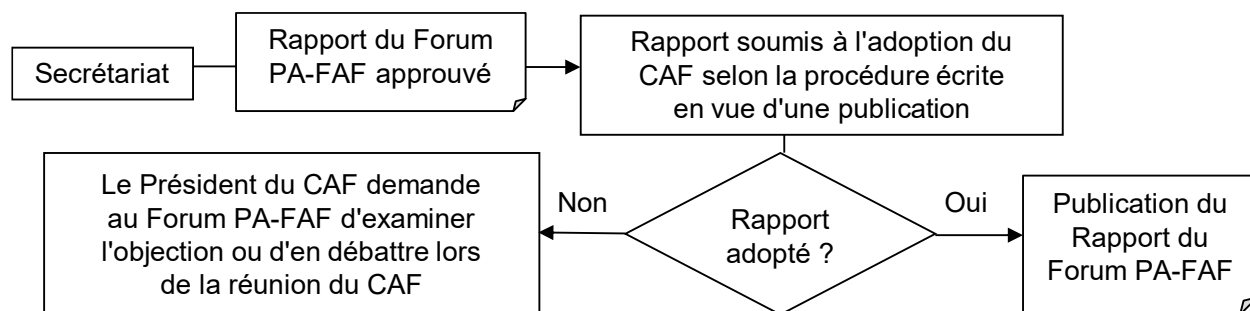 Secrétariat
Rapport du Forum
PA-FAF approuvé
Rapport soumis à l'adoption du
CAF selon la procédure écrite
en vue d'une publication
Le Président du CAF demande
au Forum PA-FAF d'examiner
l'objection ou d'en débattre lors
de la réunion du CAF
Non
Rapport
adopté ?
Oui
Publication du
Rapport du
Forum PA-FAF